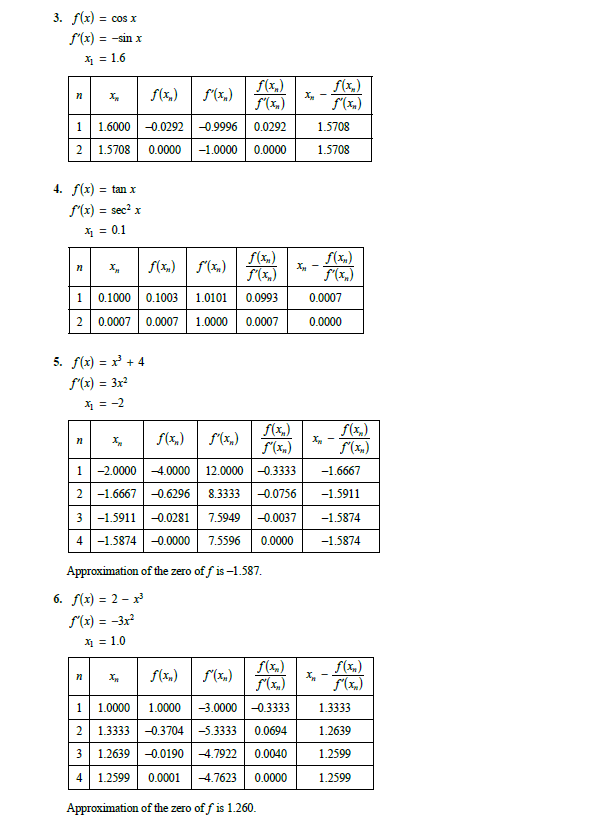 3. f(x) = cos x
f′(x) = −sin x
x₁ = 1.6
n xₙ f(xₙ) f′(xₙ) f(xₙ)/f′(xₙ) xₙ − f(xₙ)/f′(xₙ)
1 1.6000 −0.0292 −0.9996 0.0292 1.5708
2 1.5708 0.0000 −1.0000 0.0000 1.5708
4. f(x) = tan x
f′(x) = sec² x
x₁ = 0.1
n xₙ f(xₙ) f′(xₙ) f(xₙ)/f′(xₙ) xₙ − f(xₙ)/f′(xₙ)
1 0.1000 0.1003 1.0101 0.0993 0.0007
2 0.0007 0.0007 1.0000 0.0007 0.0000
5. f(x) = x³ + 4
f′(x) = 3x²
x₁ = −2
n xₙ f(xₙ) f′(xₙ) f(xₙ)/f′(xₙ) xₙ − f(xₙ)/f′(xₙ)
1 −2.0000 −4.0000 12.0000 −0.3333 −1.6667
2 −1.6667 −0.6296 8.3333 −0.0756 −1.5911
3 −1.5911 −0.0281 7.5949 −0.0037 −1.5874
4 −1.5874 −0.0000 7.5596 0.0000 −1.5874
Approximation of the zero of f is −1.587.
6. f(x) = 2 − x³
f′(x) = −3x²
x₁ = 1.0
n xₙ f(xₙ) f′(xₙ) f(xₙ)/f′(xₙ) xₙ − f(xₙ)/f′(xₙ)
1 1.0000 1.0000 −3.0000 −0.3333 1.3333
2 1.3333 −0.3704 −5.3333 0.0694 1.2639
3 1.2639 −0.0190 −4.7922 0.0040 1.2599
4 1.2599 0.0001 −4.7623 0.0000 1.2599
Approximation of the zero of f is 1.260.